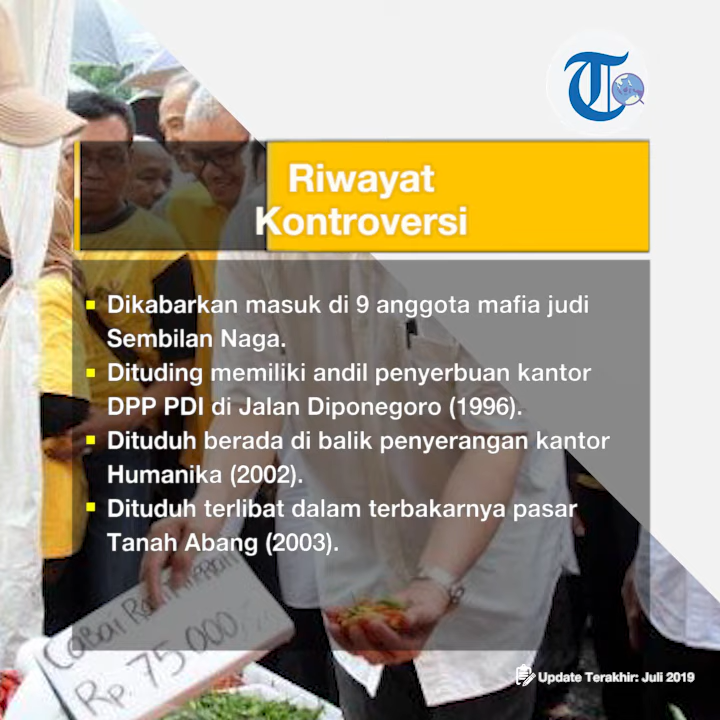 T
Riwayat
Kontroversi
Dikabarkan masuk di 9 anggota mafia judi
Sembilan Naga.
Dituding memiliki andil penyerbuan kantor
DPP PDI di Jalan Diponegoro (1996).
Dituduh berada di balik penyerangan kantor
Humanika (2002).
Dituduh terlibat dalam terbakarnya pasar
Tanah Abang (2003).
Rp. 75.000
Update Terakhir: Juli 2019